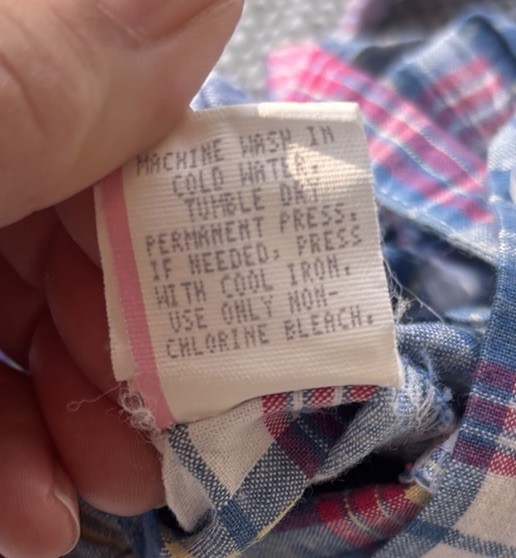 MACHINE WASH IN
COLD WATER.
TUMBLE DRY
PERMANENT PRESS.
IF NEEDED, PRESS
WITH COOL IRON.
USE ONLY NON-
CHLORINE BLEACH.